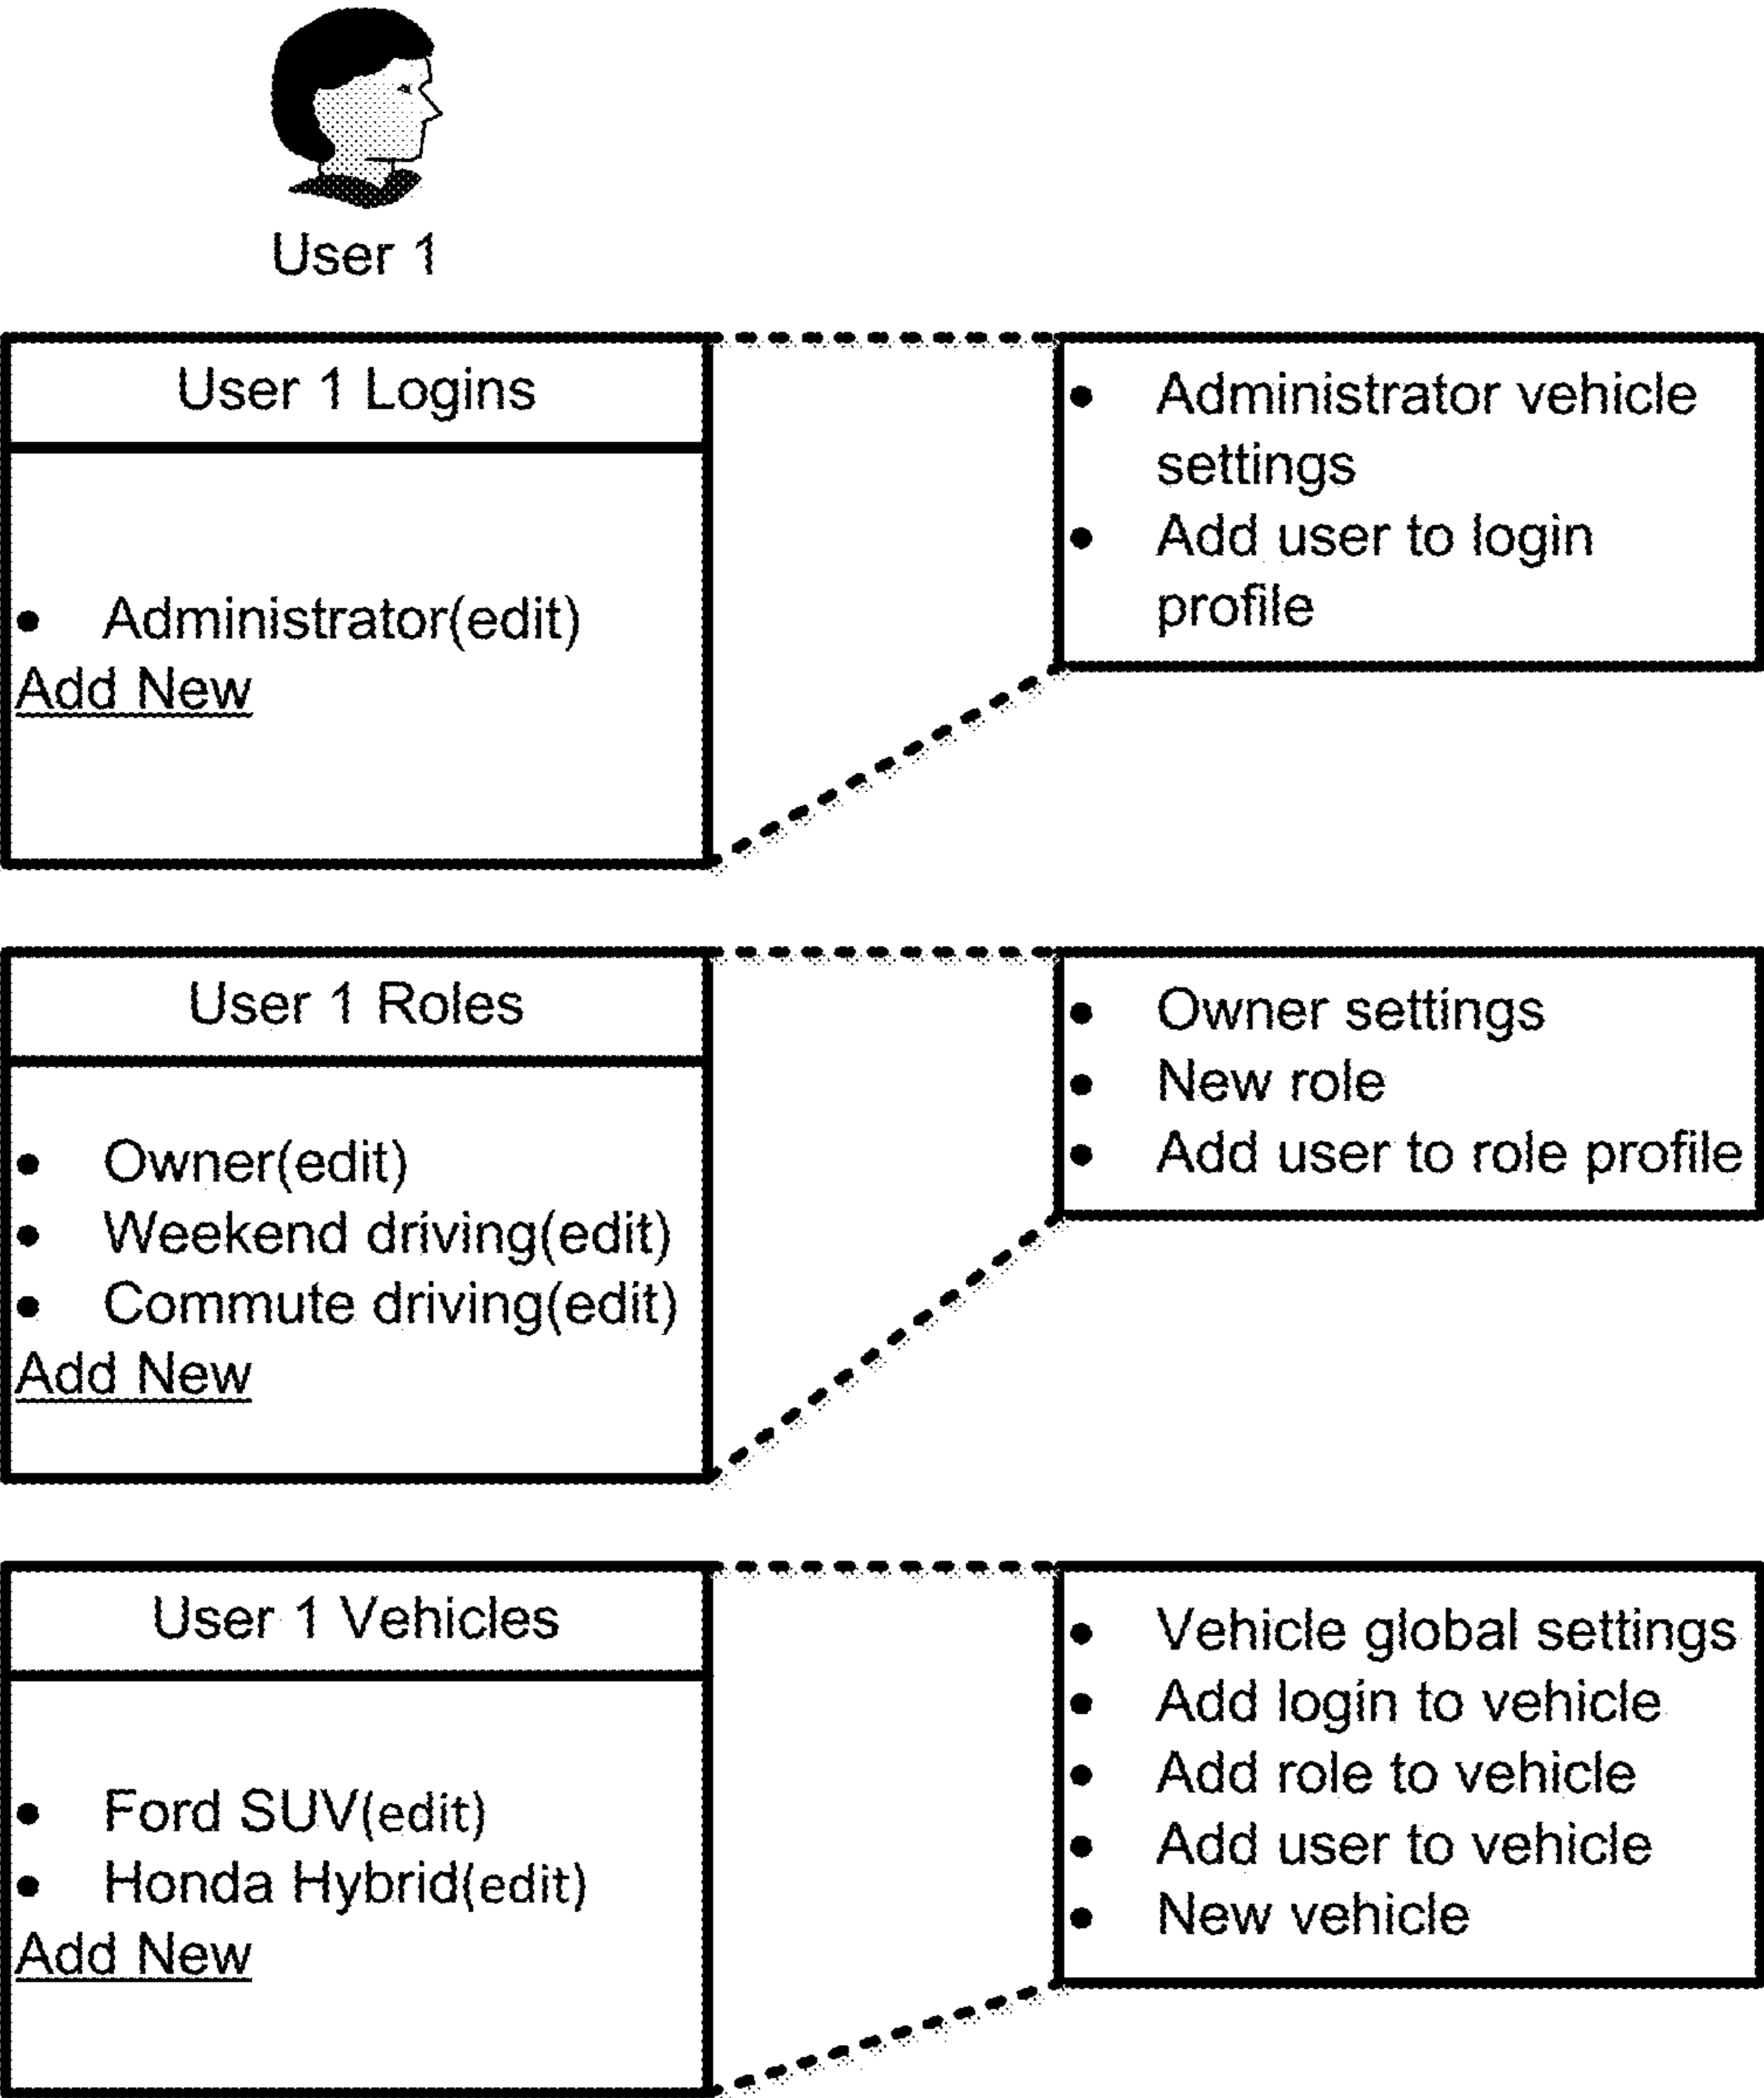 User 1
User 1 Logins
• Administrator(edit)
Add New
• Administrator vehicle
settings
• Add user to login
profile
User 1 Roles
• Owner(edit)
• Weekend driving(edit)
• Commute driving(edit)
Add New
• Owner settings
• New role
• Add user to role profile
User 1 Vehicles
• Ford SUV(edit)
• Honda Hybrid(edit)
Add New
• Vehicle global settings
• Add login to vehicle
• Add role to vehicle
• Add user to vehicle
• New vehicle